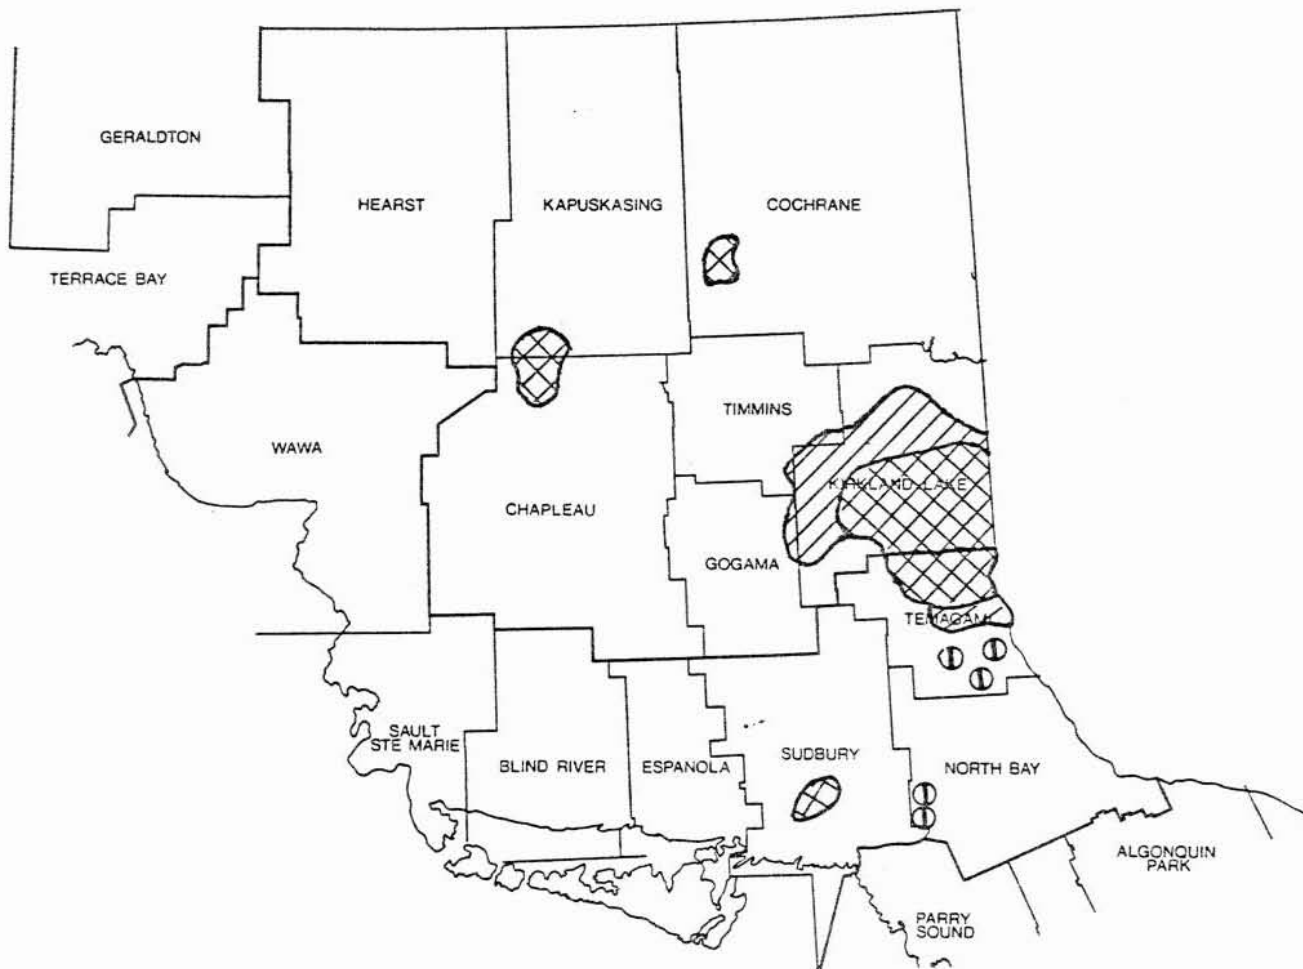 GERALDTON
HEARST
KAPUSKASING
COCHRANE
TERRACE BAY
TIMMINS
WAWA
KIRKLAND LAKE
CHAPLEAU
GOGAMA
TEMAGAMI
SAULT
STE MARIE
BLIND RIVER
ESPANOLA
SUDBURY
NORTH BAY
ALGONQUIN
PARK
PARRY
SOUND